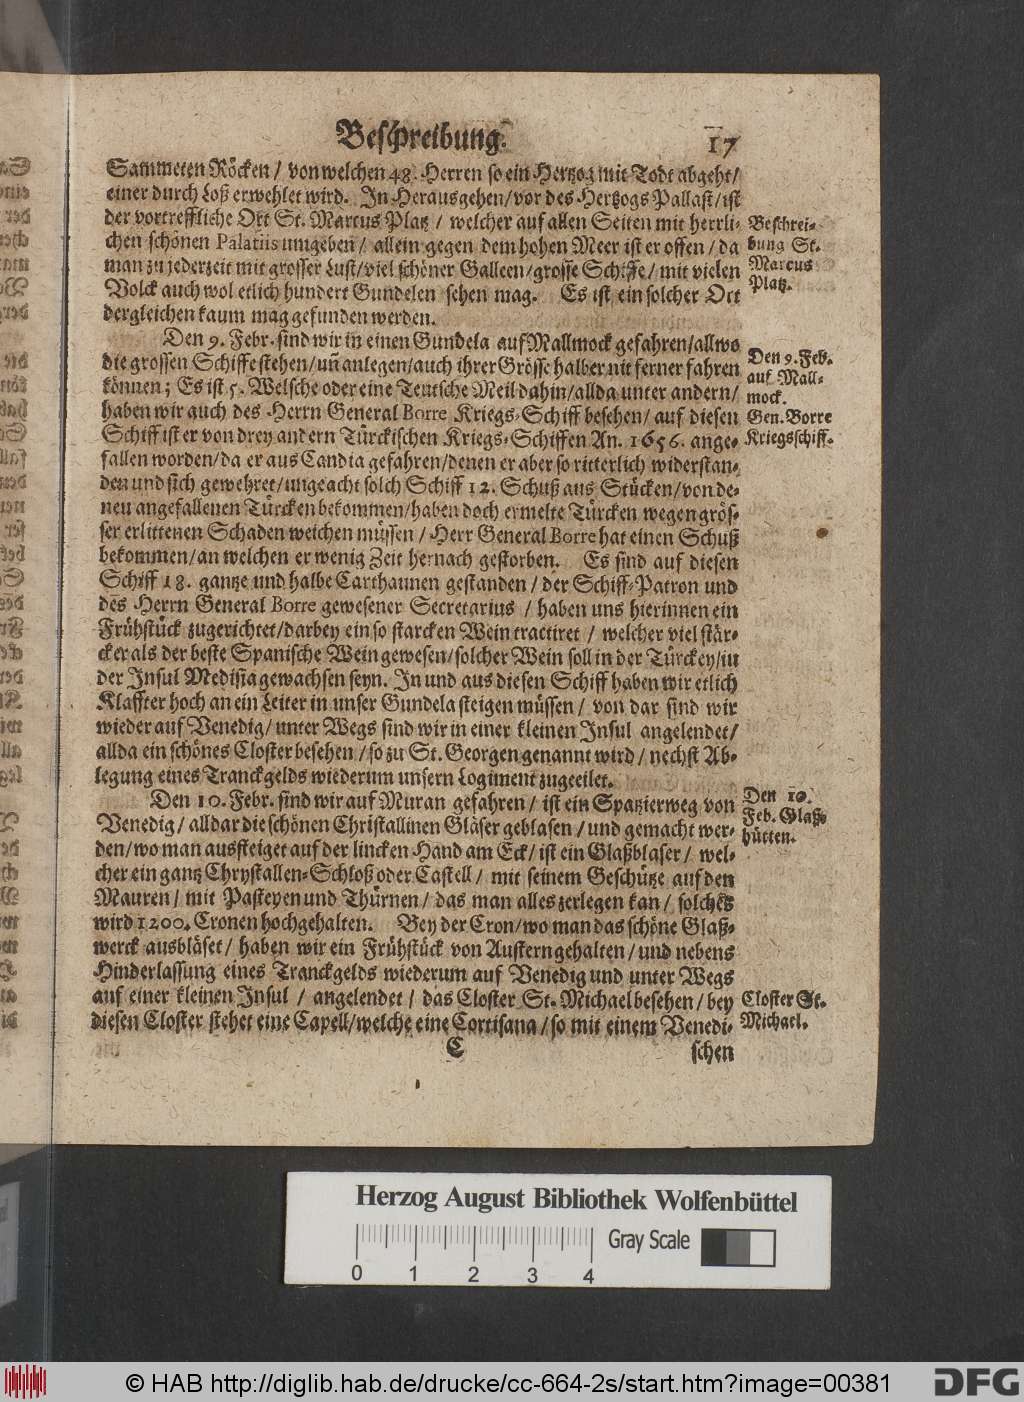 Beschreibung. 17
Sammeten Röcken / von welchen 48. Herren so ein Hertzog mit Todt abgeht /
einer durch Loß erwehlet wird. In Herausgehen / vor des Hertzogs Pallast / ist
der vortreffliche Ort St. Marcus Platz / welcher auf allen Seiten mit herrli-
chen schönen Palatiis umgeben / allein gegen dem hohen Meer ist er offen / da
man zu jederzeit mit grosser Lust / viel schöner Galleen / grosse Schiffe / mit vielen
Volck auch wol etlich hundert Gundelen sehen mag. Es ist ein solcher Ort
dergleichen kaum mag gefunden werden.
Beschrei-
bung St.
Marcus
Platz.
Den 9. Febr. sind wir in einen Gundela auf Mallmock gefahren / allwo
die grossen Schiffe stehen / uñ anlegen / auch ihrer Grösse halber nit ferner fahren
können; Es ist 5. Welsche oder eine Teutsche Meil dahin / allda unter andern /
haben wir auch des Herrn General Borre Kriegs-Schiff besehen / auf diesen
Schiff ist er von drey andern Türckischen Kriegs-Schiffen An. 1656. ange-
fallen worden / da er aus Candia gefahren / denen er aber so ritterlich widerstan-
den und sich gewehret / ungeacht solch Schiff 12. Schuß aus Stücken / von de-
nen angefallenen Türcken bekommen / haben doch ermelte Türcken wegen grös-
ser erlittenen Schaden weichen müssen / Herr General Borre hat einen Schuß
bekommen / an welchen er wenig Zeit hernach gestorben. Es sind auf diesen
Schiff 18. gantze und halbe Carthaunen gestanden / der Schiff-Patron und
des Herrn General Borre gewesener Secretarius / haben uns hierinnen ein
Frühstück zugerichtet / darbey ein so starcken Wein tractiret / welcher viel stär-
cker als der beste Spanische Wein gewesen / solcher Wein soll in der Türckey / in
der Insul Medisia gewachsen seyn. In und aus diesen Schiff haben wir etlich
Klaffter hoch an ein Leiter in unser Gundela steigen müssen / von dar sind wir
wieder auf Venedig / unter Wegs sind wir in einer kleinen Insul angelendet /
allda ein schönes Closter besehen / so zu St. Georgen genannt wird / nechst Ab-
legung eines Tranckgelds wiederum unsern Logiment zugeeilet.
Den 9. Feb.
auf Mall-
mock.
Gen. Borre
Kriegsschiff.
Den 10. Febr. sind wir auf Muran gefahren / ist ein Spatzierweg von
Venedig / alldar die schönen Christallinen Gläser geblasen / und gemacht wer-
den / wo man aussteiget auf der lincken Hand am Eck / ist ein Glaßblaser / wel-
cher ein gantz Chrystallen-Schloß oder Castell / mit seinem Geschütze auf den
Mauren / mit Pasteyen und Thürnen / das man alles zerlegen kan / solches
wird 1200. Cronen hochgehalten. Bey der Cron / wo man das schöne Glaß-
werck ausbläset / haben wir ein Frühstück von Austern gehalten / und nebens
Hinderlassung eines Tranckgelds wiederum auf Venedig und unter Wegs
auf einer kleinen Insul / angelendet / das Closter St. Michael besehen / bey
diesen Closter stehet eine Capell / welche eine Cortisana / so mit einem Venedi-
Den 10.
Feb. Glaß-
hütten.
Closter St.
Michael.
C schen
Herzog August Bibliothek Wolfenbüttel
Gray Scale
0 1 2 3 4
© HAB http://diglib.hab.de/drucke/cc-664-2s/start.htm?image=00381
DFG